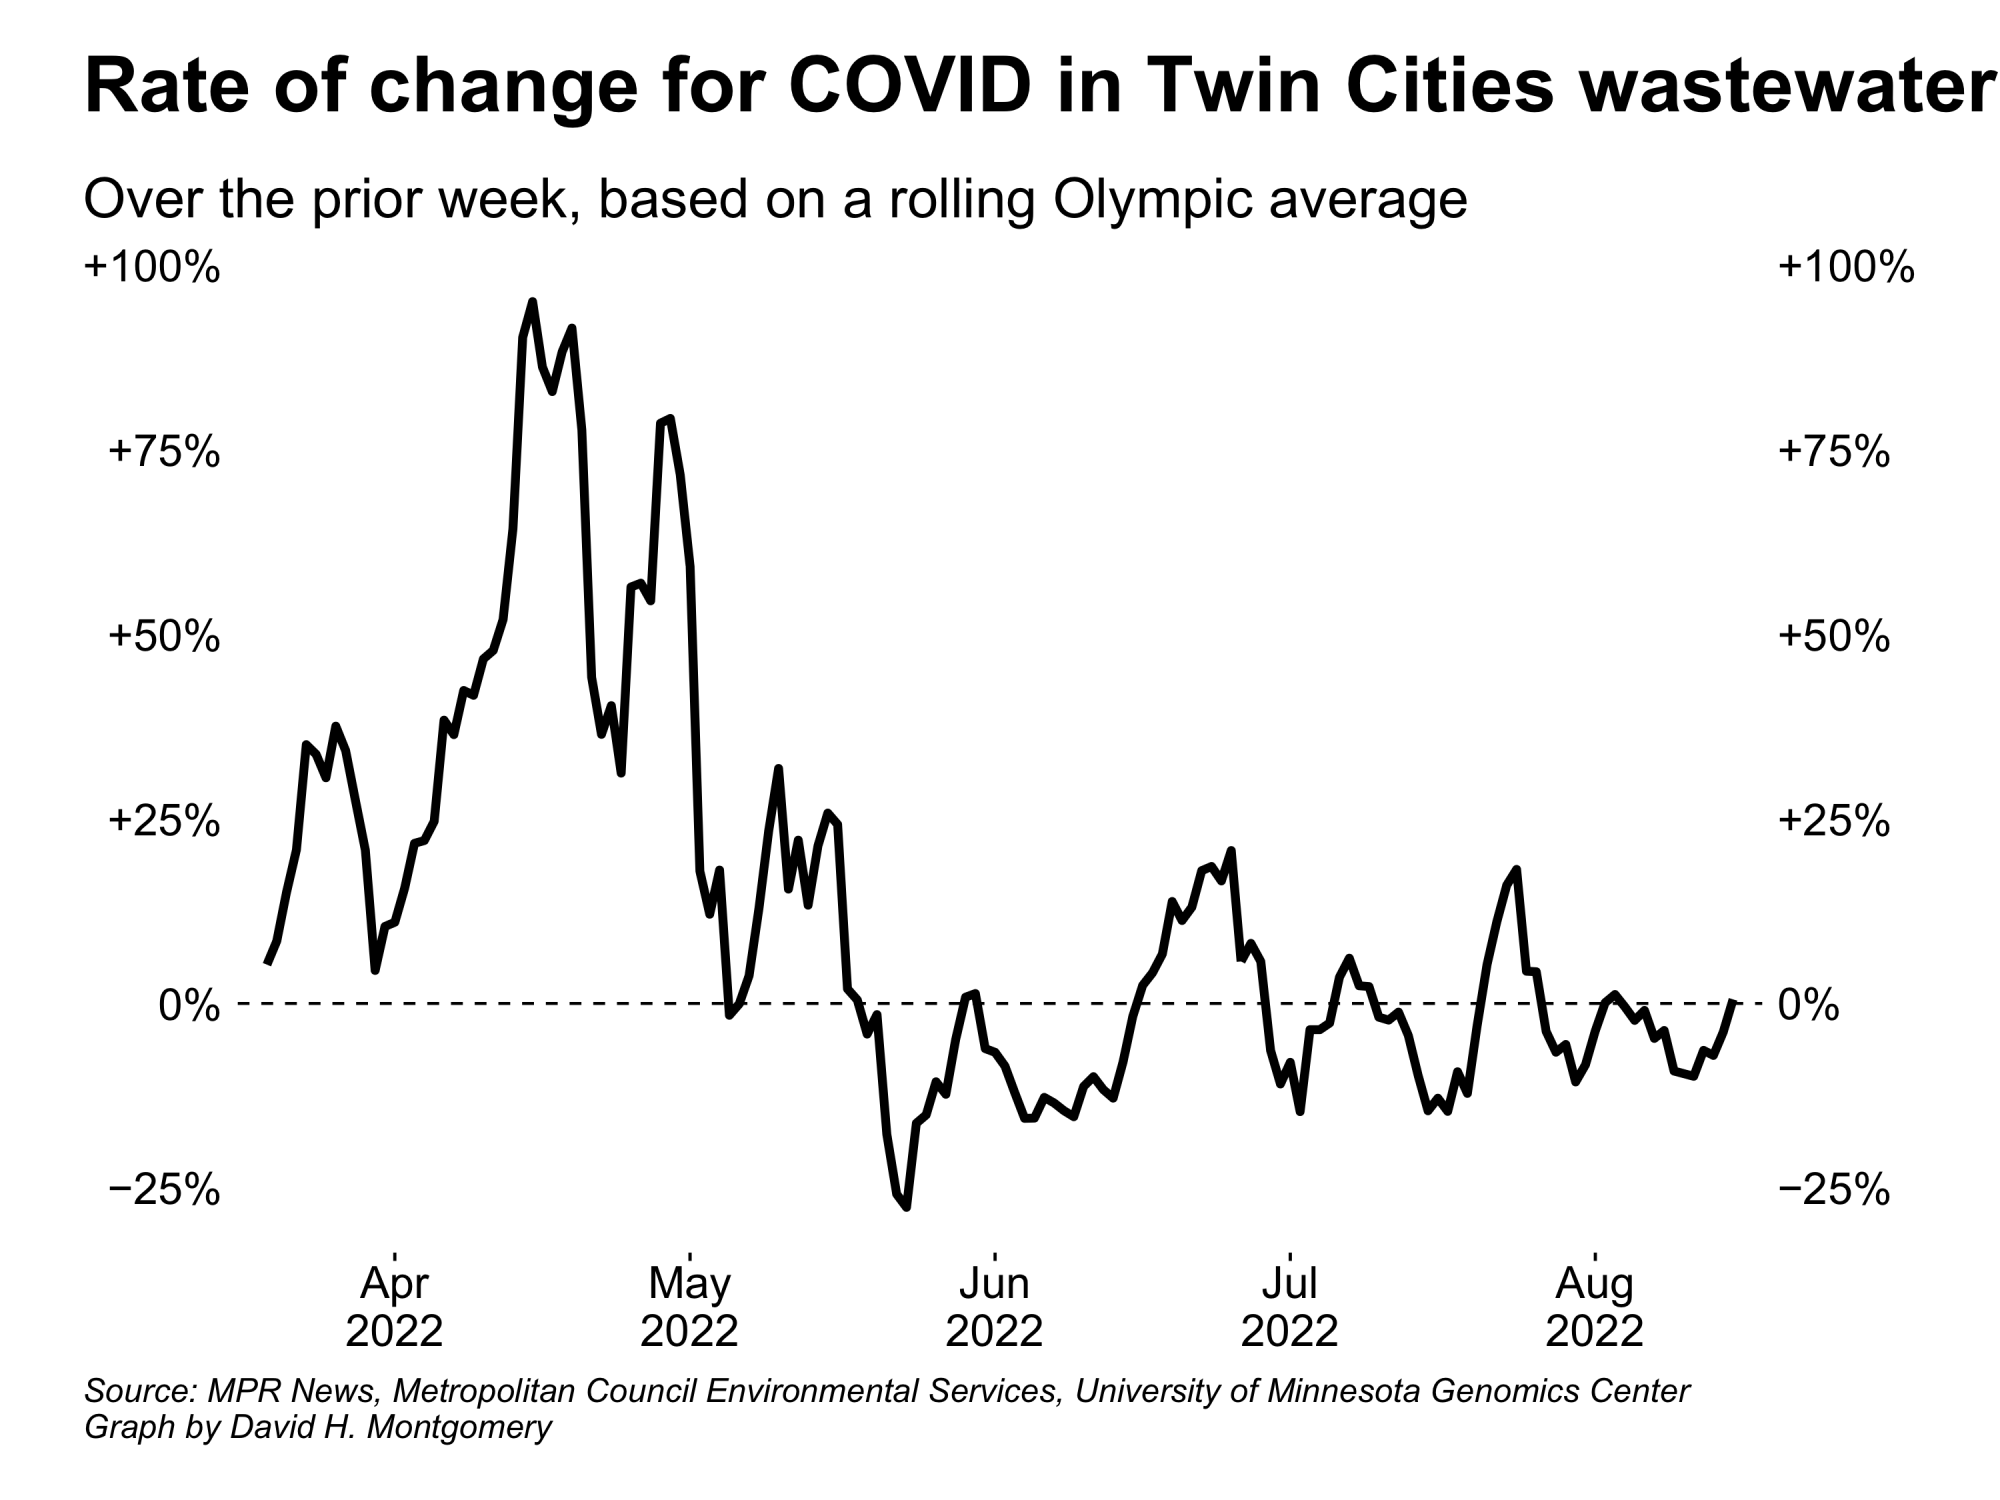 Rate of change for COVID in Twin Cities wastewater
Over the prior week, based on a rolling Olympic average
+100% +100%
+75% +75%
+50% +50%
+25% +25%
0% 0%
−25% −25%
Apr May Jun Jul Aug
2022 2022 2022 2022 2022
Source: MPR News, Metropolitan Council Environmental Services, University of Minnesota Genomics Center
Graph by David H. Montgomery